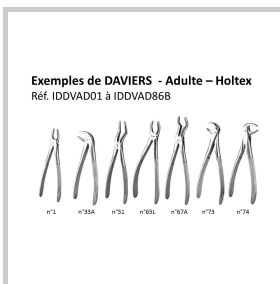 Exemples de DAVIERS - Adulte – Holtex
Réf. IDDVAD01 à IDDVAD86B
n°1 n°33A n°51 n°65L n°67A n°73 n°74